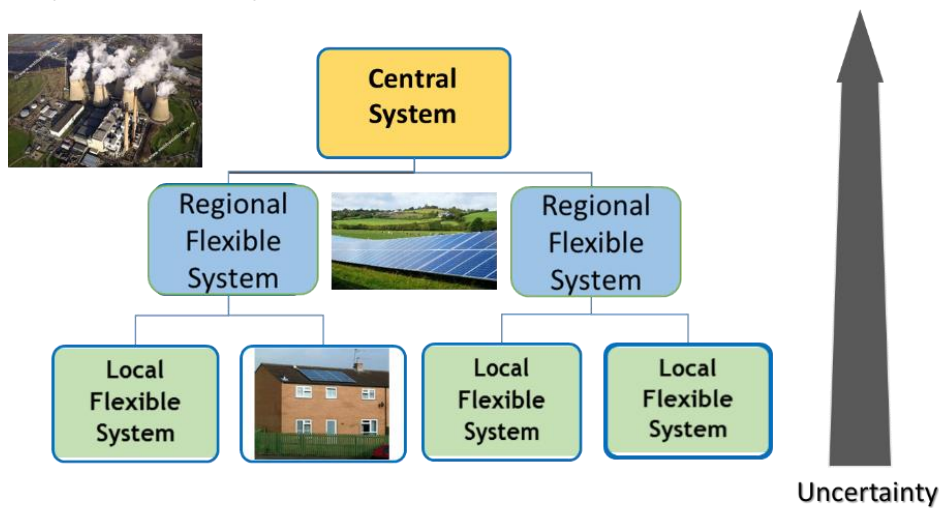 Central
System
Regional
Flexible
System
Regional
Flexible
System
Local
Flexible
System
Local
Flexible
System
Local
Flexible
System
Uncertainty